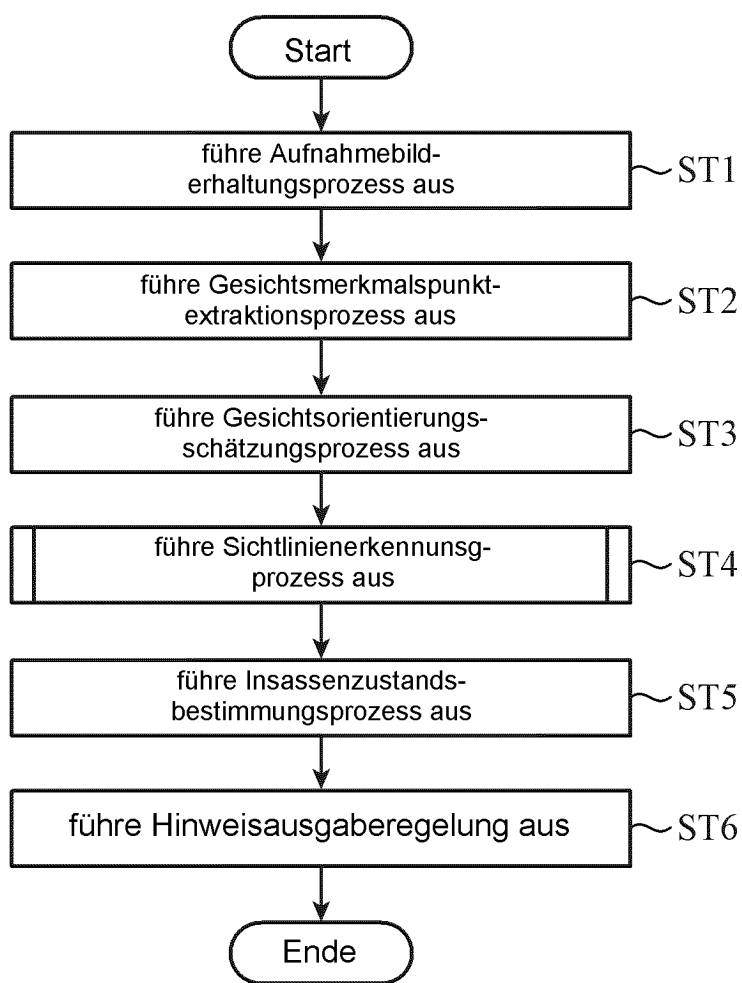 Start
führe Aufnahmebild-
erhaltungsprozess aus
ST1
führe Gesichtsmerkmalspunkt-
extraktionsprozess aus
ST2
führe Gesichtsorientierungs-
schätzungsprozess aus
ST3
führe Sichtlinienerkennunsg-
prozess aus
ST4
führe Insassenzustands-
bestimmungsprozess aus
ST5
führe Hinweisausgaberegelung aus
ST6
Ende